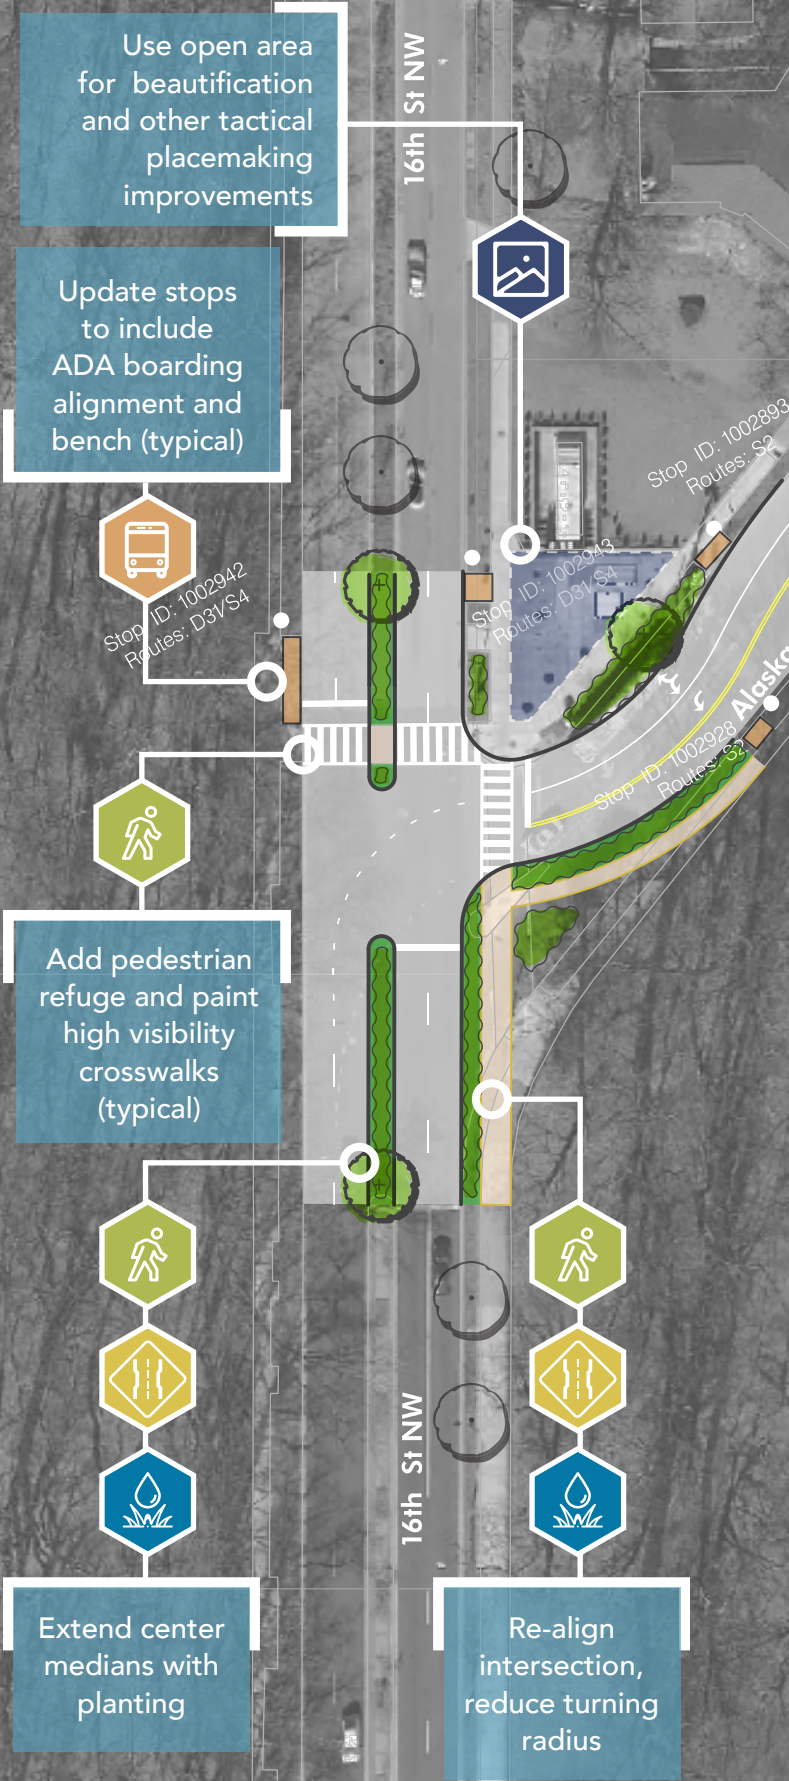 Use open area
for beautification
and other tactical
placemaking
improvements
16th St NW
Update stops
to include
ADA boarding
alignment and
bench (typical)
Stop ID: 1002893
Routes: S2
Stop ID: 1002943
Routes: D31/S4
Stop ID: 1002942
Routes: D31/S4
Alaska
Stop ID: 1002928
Routes: S2
Add pedestrian
refuge and paint
high visibility
crosswalks
(typical)
16th St NW
Extend center
medians with
planting
Re-align
intersection,
reduce turning
radius